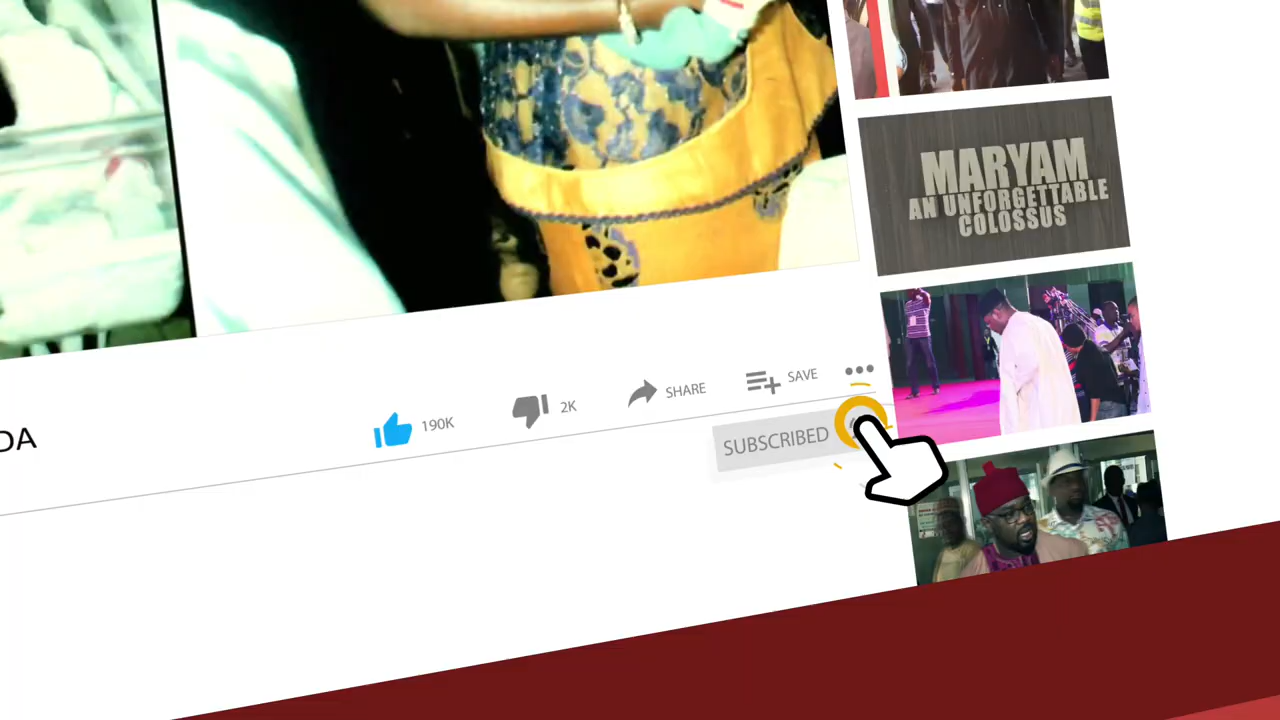 MARYAM
AN UNFORGETTABLE
COLOSSUS
DA
190K
2K
SHARE
SAVE
SUBSCRIBED